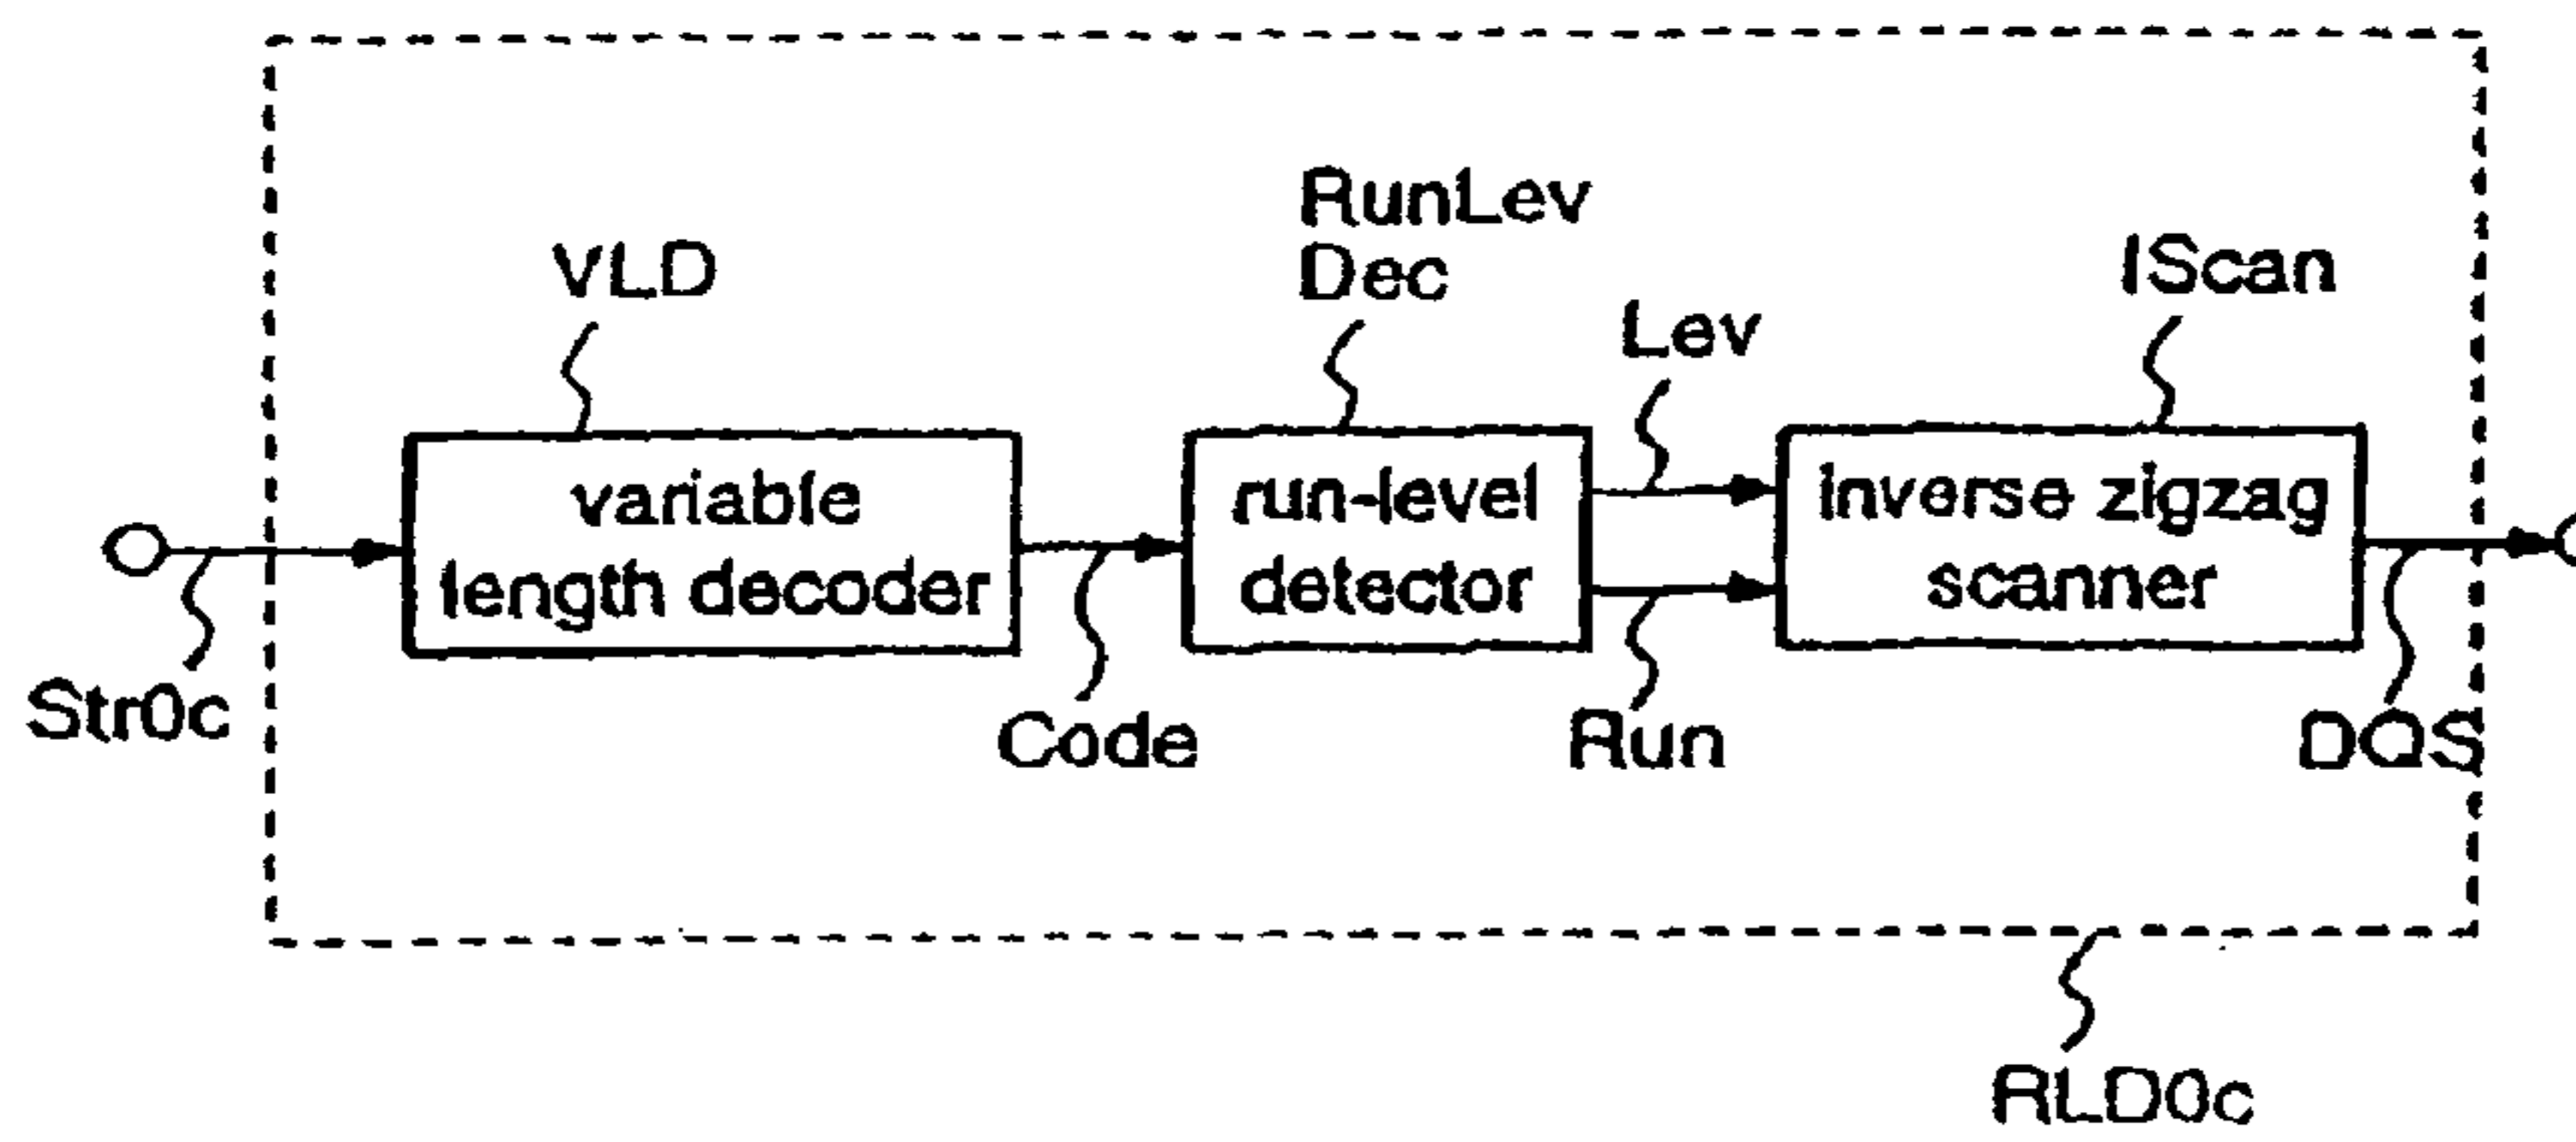 RunLev
Dec
VLD
IScan
Lev
variable
length decoder
run-level
detector
inverse zigzag
scanner
Str0c
Code
Run
DQS
RLD0c